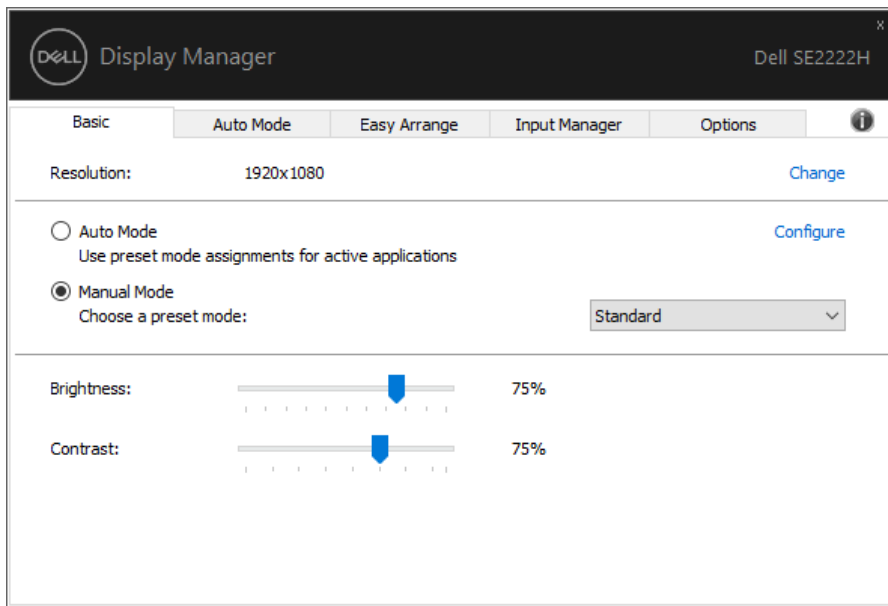 x
DELL Display Manager Dell SE2222H
Basic Auto Mode Easy Arrange Input Manager Options i
Resolution: 1920x1080 Change
Auto Mode Configure
Use preset mode assignments for active applications
Manual Mode
Choose a preset mode: Standard
Brightness: 75%
Contrast: 75%